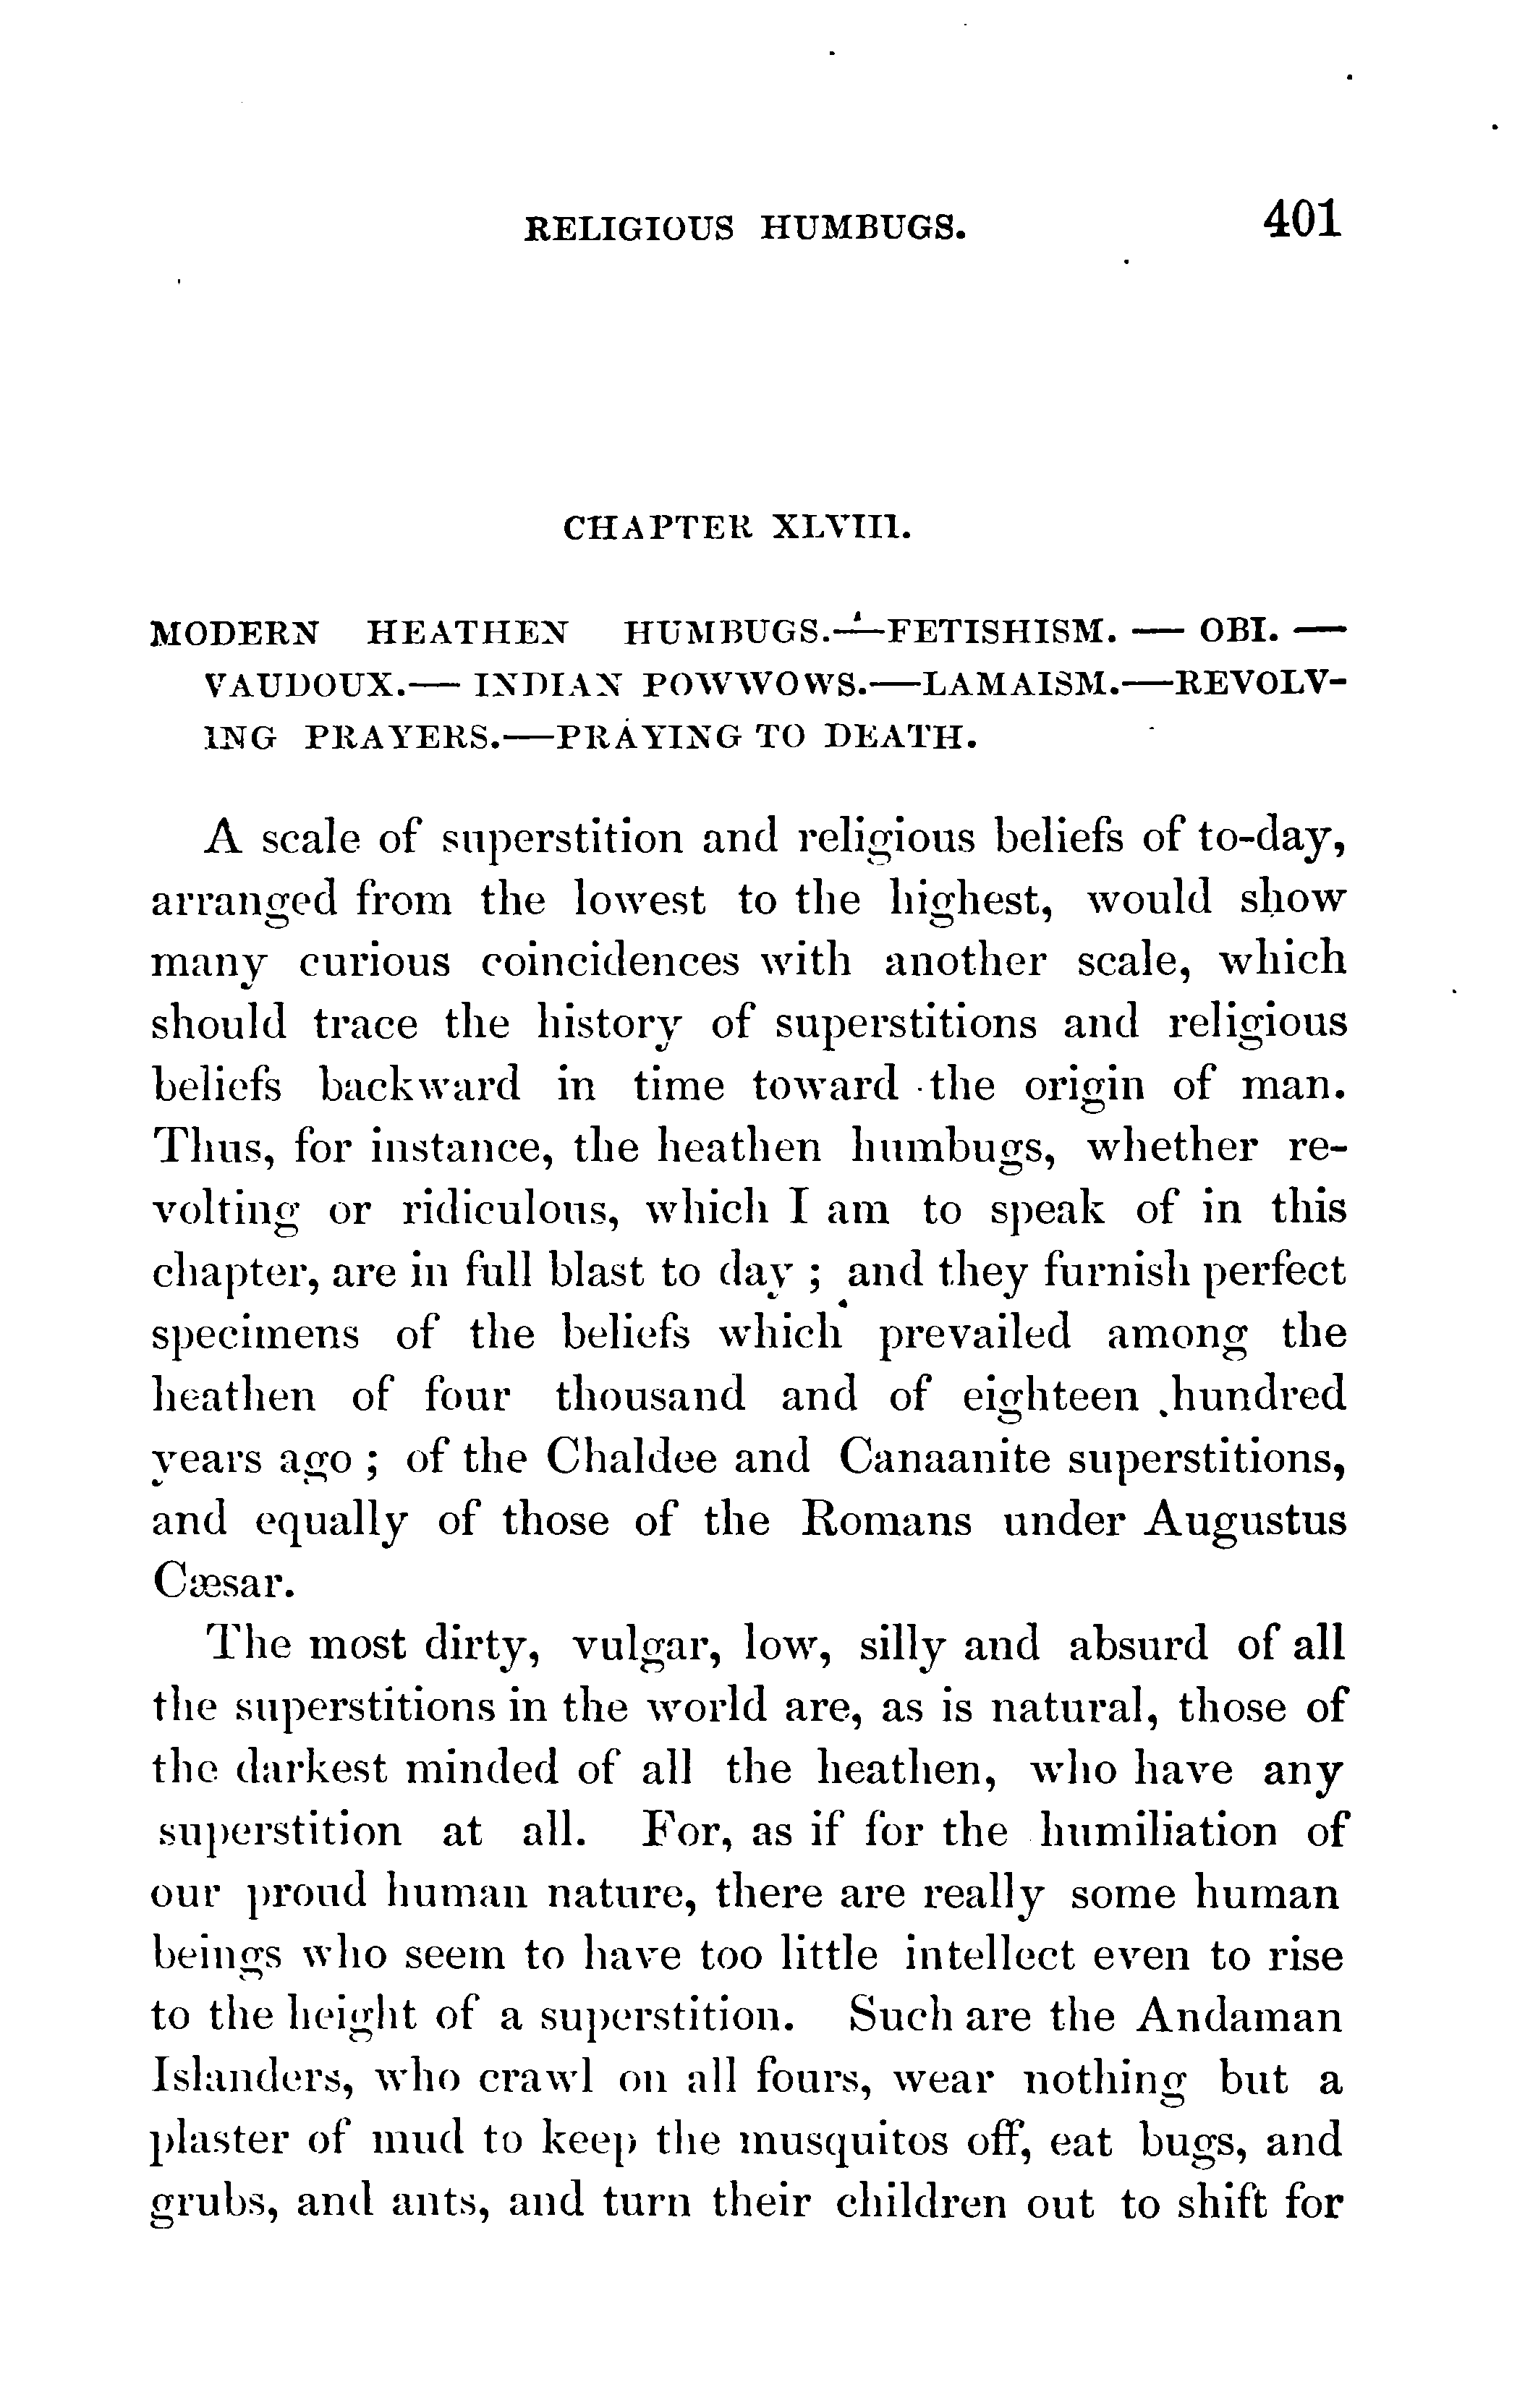 RELIGIOUS HUMBUGS. 401
CHAPTER XLVIII.
MODERN HEATHEN HUMBUGS.—FETISHISM. — OBI. —
VAUDOUX.— INDIAN POWWOWS.—LAMAISM.—REVOLV-
ING PRAYERS.—PRAYING TO DEATH.
A scale of superstition and religious beliefs of to-day,
arranged from the lowest to the highest, would show
many curious coincidences with another scale, which
should trace the history of superstitions and religious
beliefs backward in time toward the origin of man.
Thus, for instance, the heathen humbugs, whether re-
volting or ridiculous, which I am to speak of in this
chapter, are in full blast to day ; and they furnish perfect
specimens of the beliefs which prevailed among the
heathen of four thousand and of eighteen hundred
years ago ; of the Chaldee and Canaanite superstitions,
and equally of those of the Romans under Augustus
Cæsar.
The most dirty, vulgar, low, silly and absurd of all
the superstitions in the world are, as is natural, those of
the darkest minded of all the heathen, who have any
superstition at all. For, as if for the humiliation of
our proud human nature, there are really some human
beings who seem to have too little intellect even to rise
to the height of a superstition. Such are the Andaman
Islanders, who crawl on all fours, wear nothing but a
plaster of mud to keep the musquitos off, eat bugs, and
grubs, and ants, and turn their children out to shift for